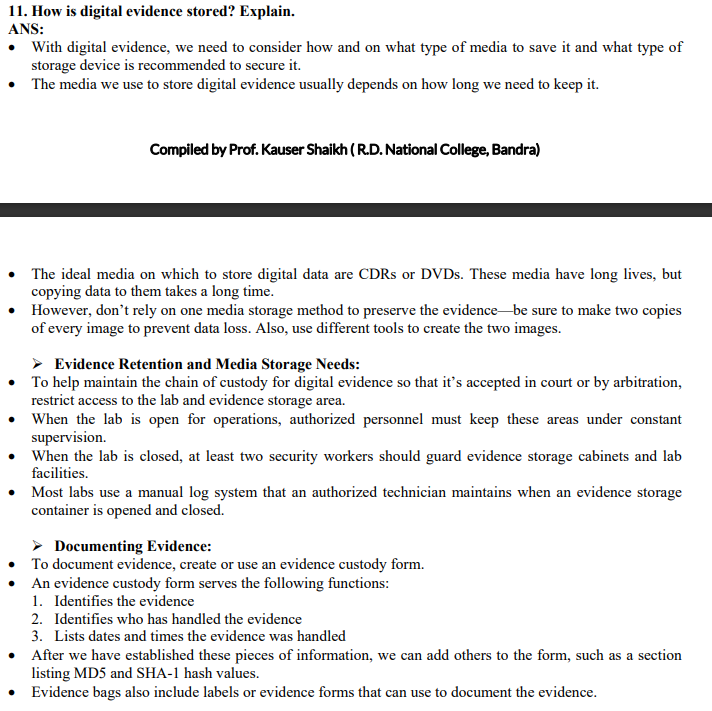 11. How is digital evidence stored? Explain.
ANS:
• With digital evidence, we need to consider how and on what type of media to save it and what type of
storage device is recommended to secure it.
• The media we use to store digital evidence usually depends on how long we need to keep it.
Compiled by Prof. Kauser Shaikh ( R.D. National College, Bandra)
• The ideal media on which to store digital data are CDRs or DVDs. These media have long lives, but
copying data to them takes a long time.
• However, don’t rely on one media storage method to preserve the evidence—be sure to make two copies
of every image to prevent data loss. Also, use different tools to create the two images.
➢ Evidence Retention and Media Storage Needs:
• To help maintain the chain of custody for digital evidence so that it’s accepted in court or by arbitration,
restrict access to the lab and evidence storage area.
• When the lab is open for operations, authorized personnel must keep these areas under constant
supervision.
• When the lab is closed, at least two security workers should guard evidence storage cabinets and lab
facilities.
• Most labs use a manual log system that an authorized technician maintains when an evidence storage
container is opened and closed.
➢ Documenting Evidence:
• To document evidence, create or use an evidence custody form.
• An evidence custody form serves the following functions:
1. Identifies the evidence
2. Identifies who has handled the evidence
3. Lists dates and times the evidence was handled
• After we have established these pieces of information, we can add others to the form, such as a section
listing MD5 and SHA-1 hash values.
• Evidence bags also include labels or evidence forms that can use to document the evidence.